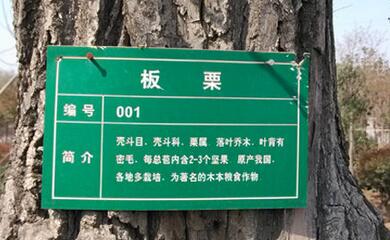 板栗
编号 001
简介
壳斗目、壳斗科、栗属 落叶乔木，叶背有
密毛，每总苞内含2-3个坚果 原产我国，
各地多栽培，为著名的木本粮食作物